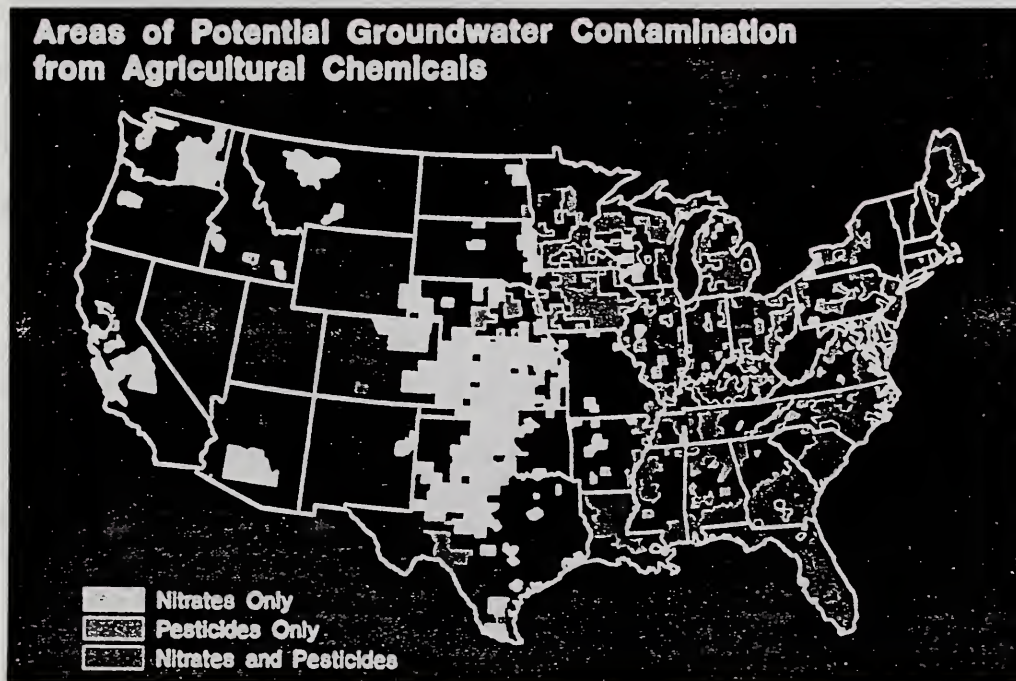 Areas of Potential Groundwater Contamination
from Agricultural Chemicals
Nitrates Only
Pesticides Only
Nitrates and Pesticides